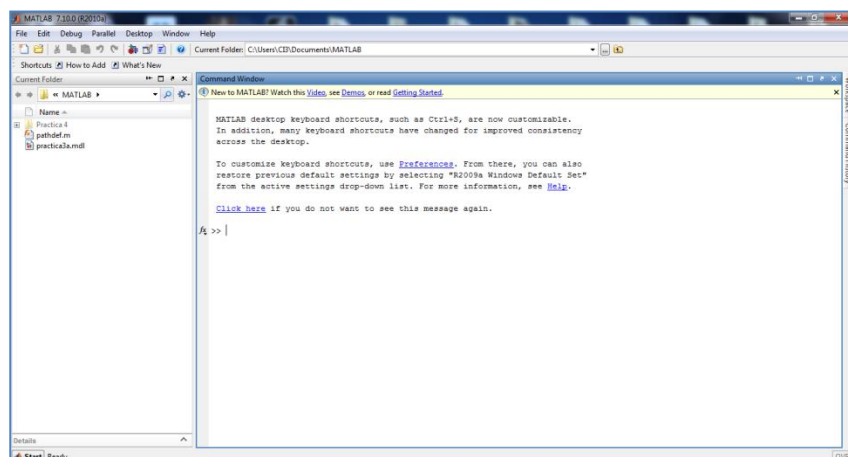 MATLAB 7.10.0 (R2010a)
File Edit Debug Parallel Desktop Window Help
Current Folder: C:\Users\CEB\Documents\MATLAB
Shortcuts How to Add What's New
Current Folder
« MATLAB
Name
Practica 4
pathdef.m
practica3a.mdl
Details
Start Ready
Command Window
New to MATLAB? Watch this Video, see Demos, or read Getting Started.
MATLAB desktop keyboard shortcuts, such as Ctrl+S, are now customizable.
In addition, many keyboard shortcuts have changed for improved consistency
across the desktop.
To customize keyboard shortcuts, use Preferences. From there, you can also
restore previous default settings by selecting "R2009a Windows Default Set"
from the active settings drop-down list. For more information, see Help.
Click here if you do not want to see this message again.
fx >>
Workspace
Command History
OVR